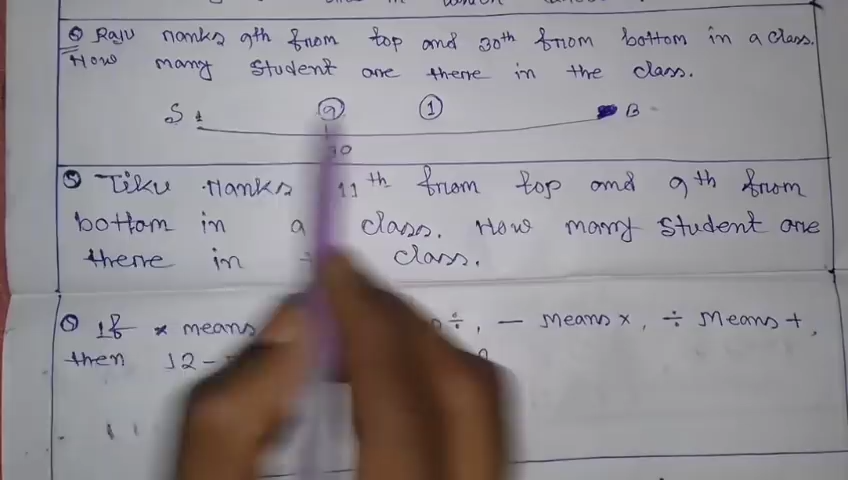 Raju ranks 9th from top and 30th from bottom in a class.
How many student are there in the class.
S 1 9 1 B
30
Tiku ranks 11th from top and 9th from
bottom in a class. How many student are
there in class.
If × means ÷, - means ×, ÷ means +,
then 12 -